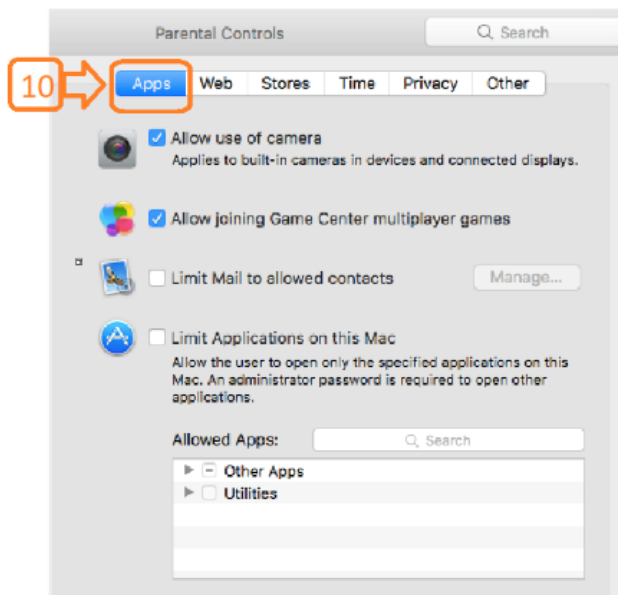 Parental Controls
Search
10
Apps Web Stores Time Privacy Other
Allow use of camera
Applies to built-in cameras in devices and connected displays.
Allow joining Game Center multiplayer games
Limit Mail to allowed contacts
Manage...
Limit Applications on this Mac
Allow the user to open only the specified applications on this
Mac. An administrator password is required to open other
applications.
Allowed Apps:
Search
Other Apps
Utilities